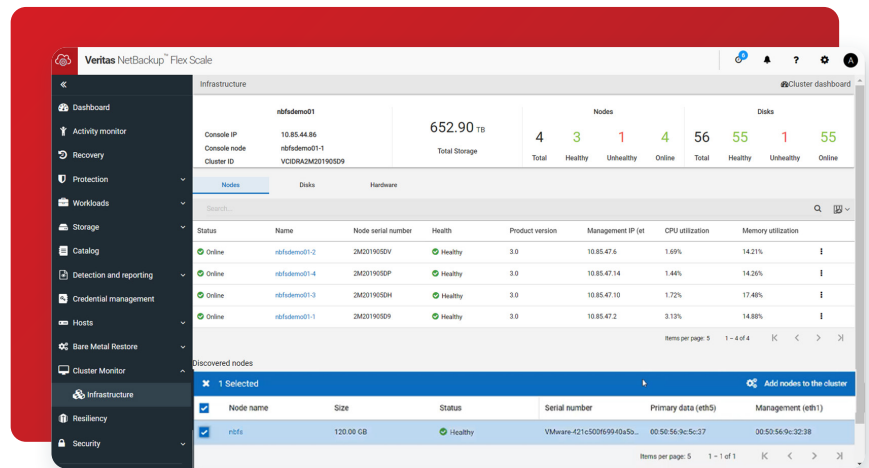 Veritas NetBackup™ Flex Scale
6
?
A
Infrastructure
Cluster dashboard
Dashboard
Activity monitor
Recovery
Protection
Workloads
Storage
Catalog
Detection and reporting
Credential management
Hosts
Bare Metal Restore
Cluster Monitor
Infrastructure
Resiliency
Security
nbfsdemo01
Console IP 10.85.44.86
Console node nbfsdemo01-1
Cluster ID VCIDRA2M201905D9
652.90 TB
Total Storage
Nodes
4 3 1 4
Total Healthy Unhealthy Online
Disks
56 55 1 55
Total Healthy Unhealthy Online
Nodes Disks Hardware
Search...
Status Name Node serial number Health Product version Management IP (et CPU utilization Memory utilization
Online nbfsdemo01-2 2M201905DV Healthy 3.0 10.85.47.6 1.69% 14.21%
Online nbfsdemo01-4 2M201905DP Healthy 3.0 10.85.47.14 1.44% 14.26%
Online nbfsdemo01-3 2M201905DH Healthy 3.0 10.85.47.10 1.72% 17.48%
Online nbfsdemo01-1 2M201905D9 Healthy 3.0 10.85.47.2 3.13% 14.88%
Items per page: 5 1 – 4 of 4
Discovered nodes
1 Selected Add nodes to the cluster
Node name Size Status Serial number Primary data (eth5) Management (eth1)
nbfs 120.00 GB Healthy VMware-421c500f69940a5b... 00:50:56:9c:5c:37 00:50:56:9c:32:38
Items per page: 5 1 – 1 of 1